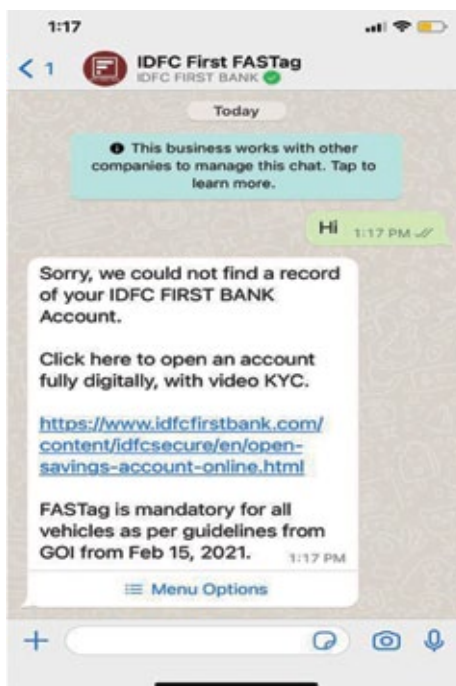 1:17
1
IDFC First FASTag
IDFC FIRST BANK
Today
This business works with other
companies to manage this chat. Tap to
learn more.
Hi 1:17 PM
Sorry, we could not find a record
of your IDFC FIRST BANK
Account.
Click here to open an account
fully digitally, with video KYC.
https://www.idfcfirstbank.com/
content/idfcsecure/en/open-
savings-account-online.html
FASTag is mandatory for all
vehicles as per guidelines from
GOI from Feb 15, 2021. 1:17 PM
Menu Options